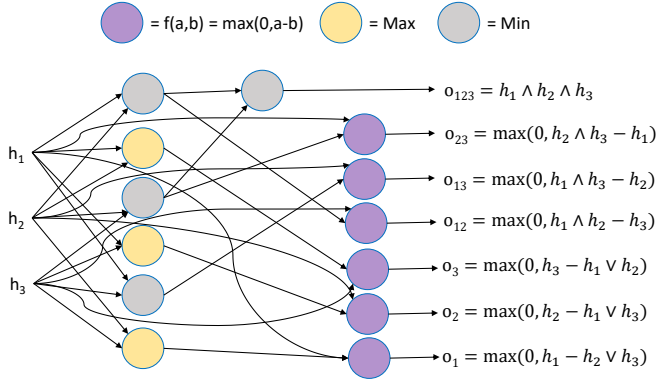 = f(a,b) = max(0,a-b) = Max = Min
o₁₂₃ = h₁ ∧ h₂ ∧ h₃
o₂₃ = max(0, h₂ ∧ h₃ − h₁)
h₁
o₁₃ = max(0, h₁ ∧ h₃ − h₂)
h₂
o₁₂ = max(0, h₁ ∧ h₂ − h₃)
o₃ = max(0, h₃ − h₁ ∨ h₂)
h₃
o₂ = max(0, h₂ − h₁ ∨ h₃)
o₁ = max(0, h₁ − h₂ ∨ h₃)